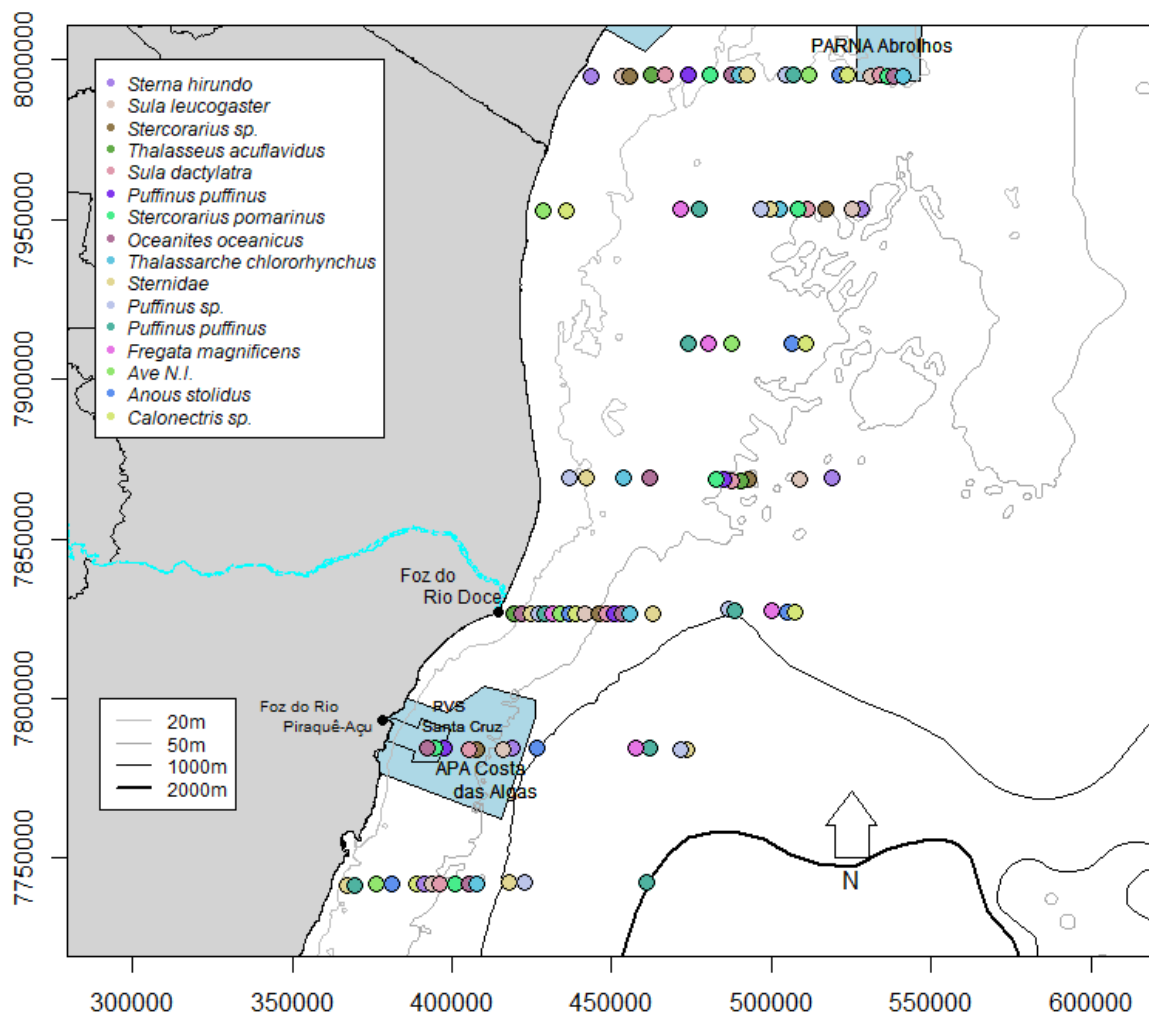 PARNA Abrolhos
Sterna hirundo
Sula leucogaster
Stercorarius sp.
Thalasseus acuflavidus
Sula dactylatra
Puffinus puffinus
Stercorarius pomarinus
Oceanites oceanicus
Thalassarche chlororhynchus
Sternidae
Puffinus sp.
Puffinus puffinus
Fregata magnificens
Ave N.I.
Anous stolidus
Calonectris sp.
Foz do
Rio Doce
Foz do Rio
Piraquê-Açu
RVS
Santa Cruz
APA Costa
das Algas
20m
50m
1000m
2000m
N
8000000
7950000
7900000
7850000
7800000
7750000
300000 350000 400000 450000 500000 550000 600000